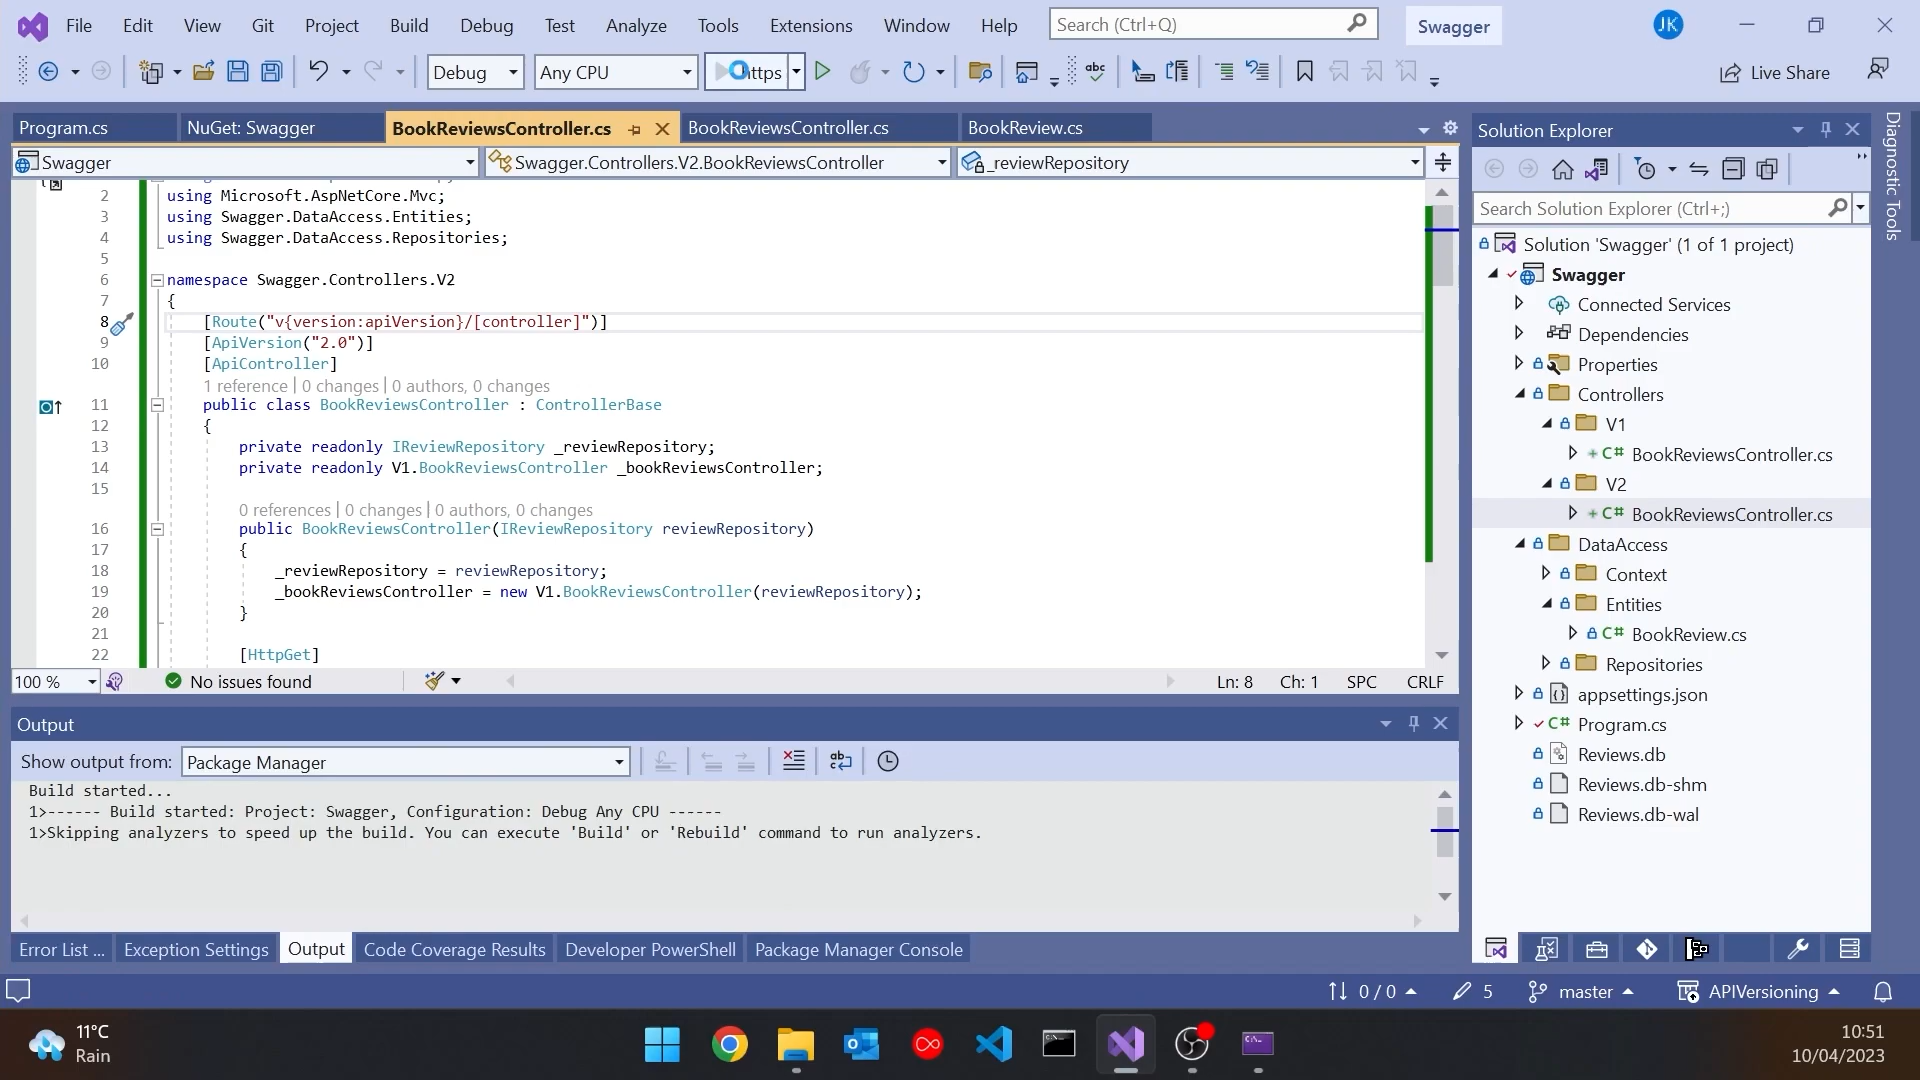 File Edit View Git Project Build Debug Test Analyze Tools Extensions Window Help Search (Ctrl+Q) Swagger JK
Debug Any CPU https abc Live Share
Program.cs NuGet: Swagger BookReviewsController.cs BookReviewsController.cs BookReview.cs
Swagger Swagger.Controllers.V2.BookReviewsController _reviewRepository
2 using Microsoft.AspNetCore.Mvc;
3 using Swagger.DataAccess.Entities;
4 using Swagger.DataAccess.Repositories;
5
6 namespace Swagger.Controllers.V2
7 {
8 [Route("v{version:apiVersion}/[controller]")]
9 [ApiVersion("2.0")]
10 [ApiController]
1 reference | 0 changes | 0 authors, 0 changes
11 public class BookReviewsController : ControllerBase
12 {
13 private readonly IReviewRepository _reviewRepository;
14 private readonly V1.BookReviewsController _bookReviewsController;
15
0 references | 0 changes | 0 authors, 0 changes
16 public BookReviewsController(IReviewRepository reviewRepository)
17 {
18 _reviewRepository = reviewRepository;
19 _bookReviewsController = new V1.BookReviewsController(reviewRepository);
20 }
21
22 [HttpGet]
100 % No issues found Ln: 8 Ch: 1 SPC CRLF
Output
Show output from: Package Manager
Build started...
1>------ Build started: Project: Swagger, Configuration: Debug Any CPU ------
1>Skipping analyzers to speed up the build. You can execute 'Build' or 'Rebuild' command to run analyzers.
Error List ... Exception Settings Output Code Coverage Results Developer PowerShell Package Manager Console
Solution Explorer
Search Solution Explorer (Ctrl+;)
Solution 'Swagger' (1 of 1 project)
Swagger
Connected Services
Dependencies
Properties
Controllers
V1
C# BookReviewsController.cs
V2
C# BookReviewsController.cs
DataAccess
Context
Entities
C# BookReview.cs
Repositories
appsettings.json
C# Program.cs
Reviews.db
Reviews.db-shm
Reviews.db-wal
Diagnostic Tools
0 / 0 5 master APIVersioning
11°C
Rain
10:51
10/04/2023